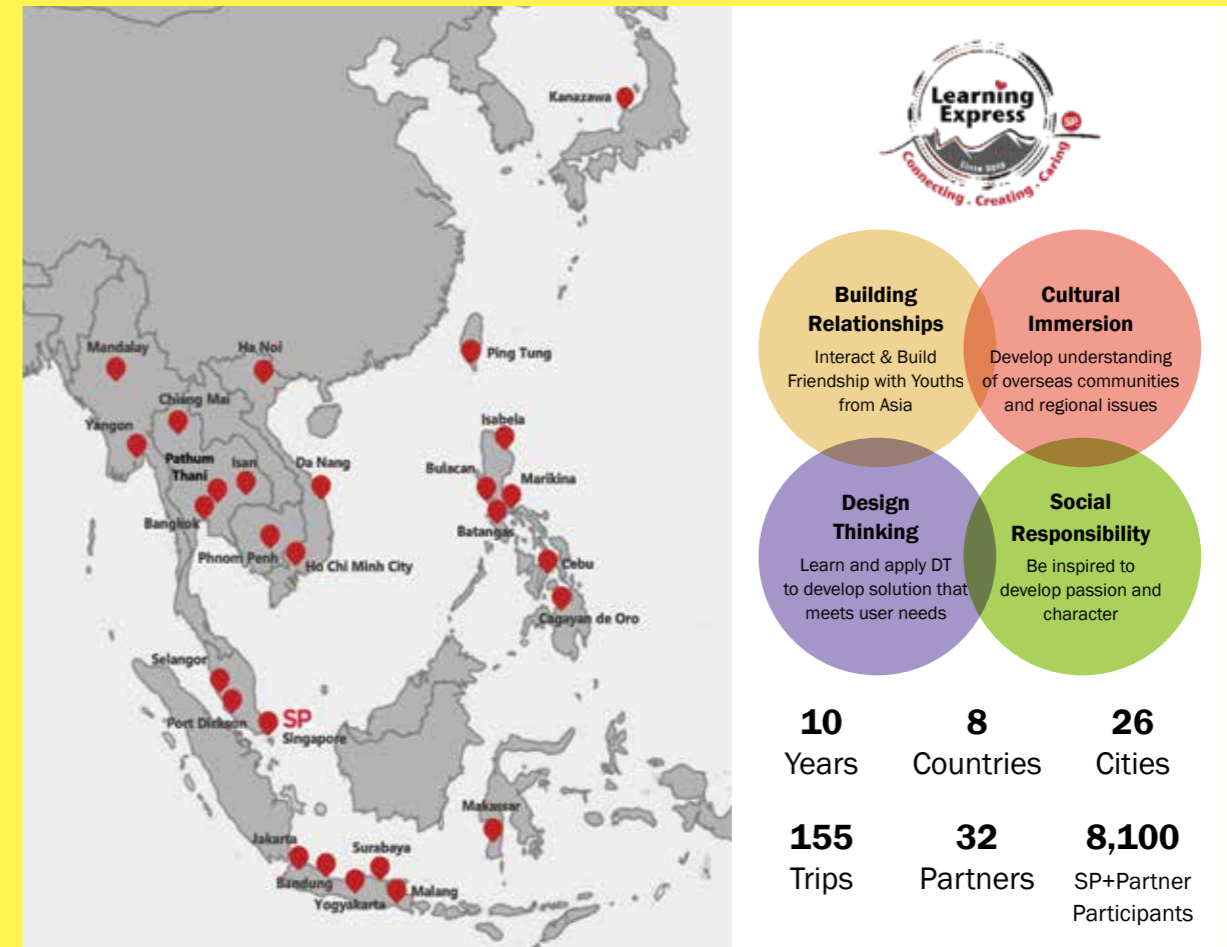 Kanazawa
Mandalay
Ha Noi
Ping Tung
Chiang Mai
Yangon
Isabela
Pathum
Thani
Isan
Da Nang
Bulacan
Marikina
Bangkok
Batangas
Phnom Penh
Ho Chi Minh City
Cebu
Cagayan de Oro
Selangor
Port Dickson
SP
Singapore
Makassar
Jakarta
Surabaya
Bandung
Malang
Yogyakarta
Learning
Express
SP
Connecting . Creating . Caring
Building
Relationships
Interact & Build
Friendship with Youths
from Asia
Cultural
Immersion
Develop understanding
of overseas communities
and regional issues
Design
Thinking
Learn and apply DT
to develop solution that
meets user needs
Social
Responsibility
Be inspired to
develop passion and
character
10
Years
8
Countries
26
Cities
155
Trips
32
Partners
8,100
SP+Partner
Participants